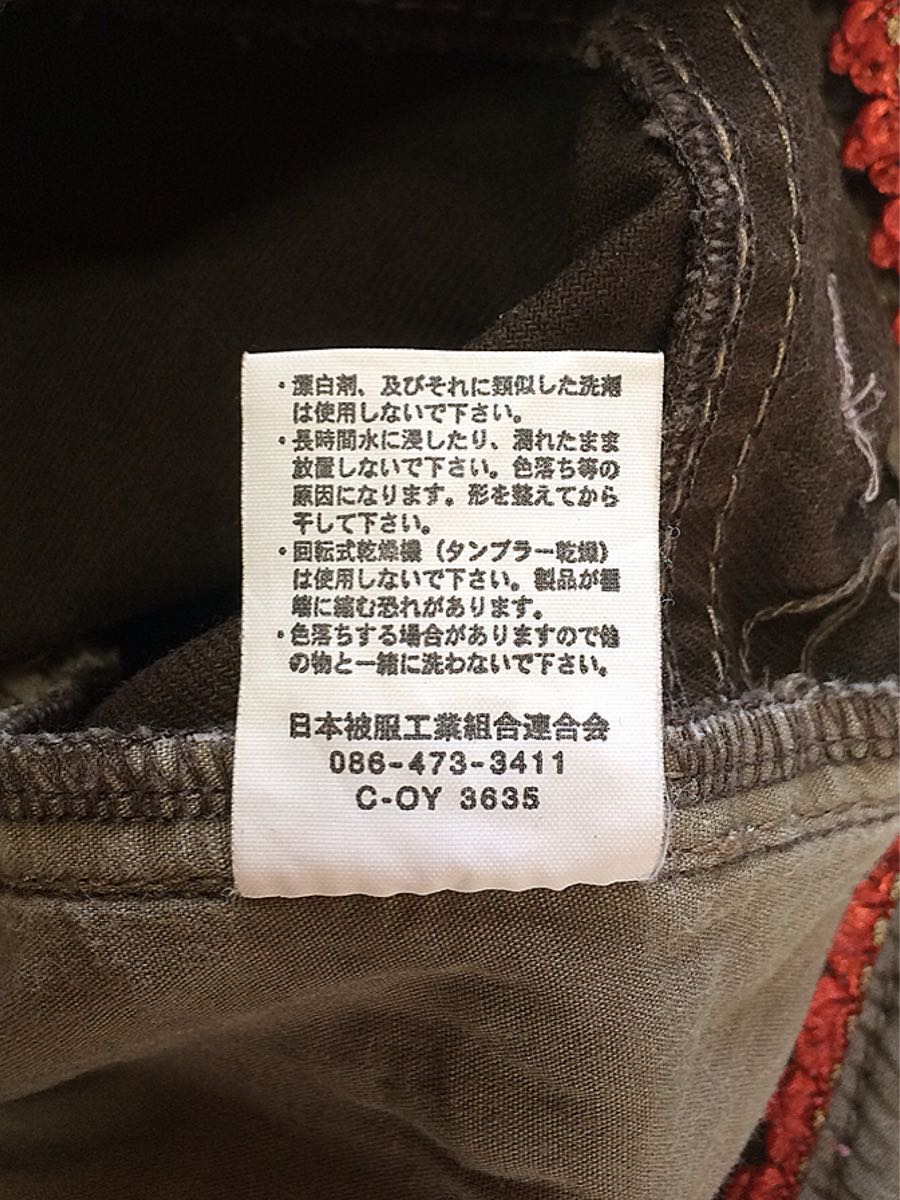 ・漂白剤、及びそれに類似した洗剤
は使用しないで下さい。
・長時間水に浸したり、濡れたまま
放置しないで下さい。色落ち等の
原因になります。形を整えてから
干して下さい。
・回転式乾燥機（タンブラー乾燥）
は使用しないで下さい。製品が極
端に縮む恐れがあります。
・色落ちする場合がありますので他
の物と一緒に洗わないで下さい。
日本被服工業組合連合会
086-473-3411
C-OY 3635